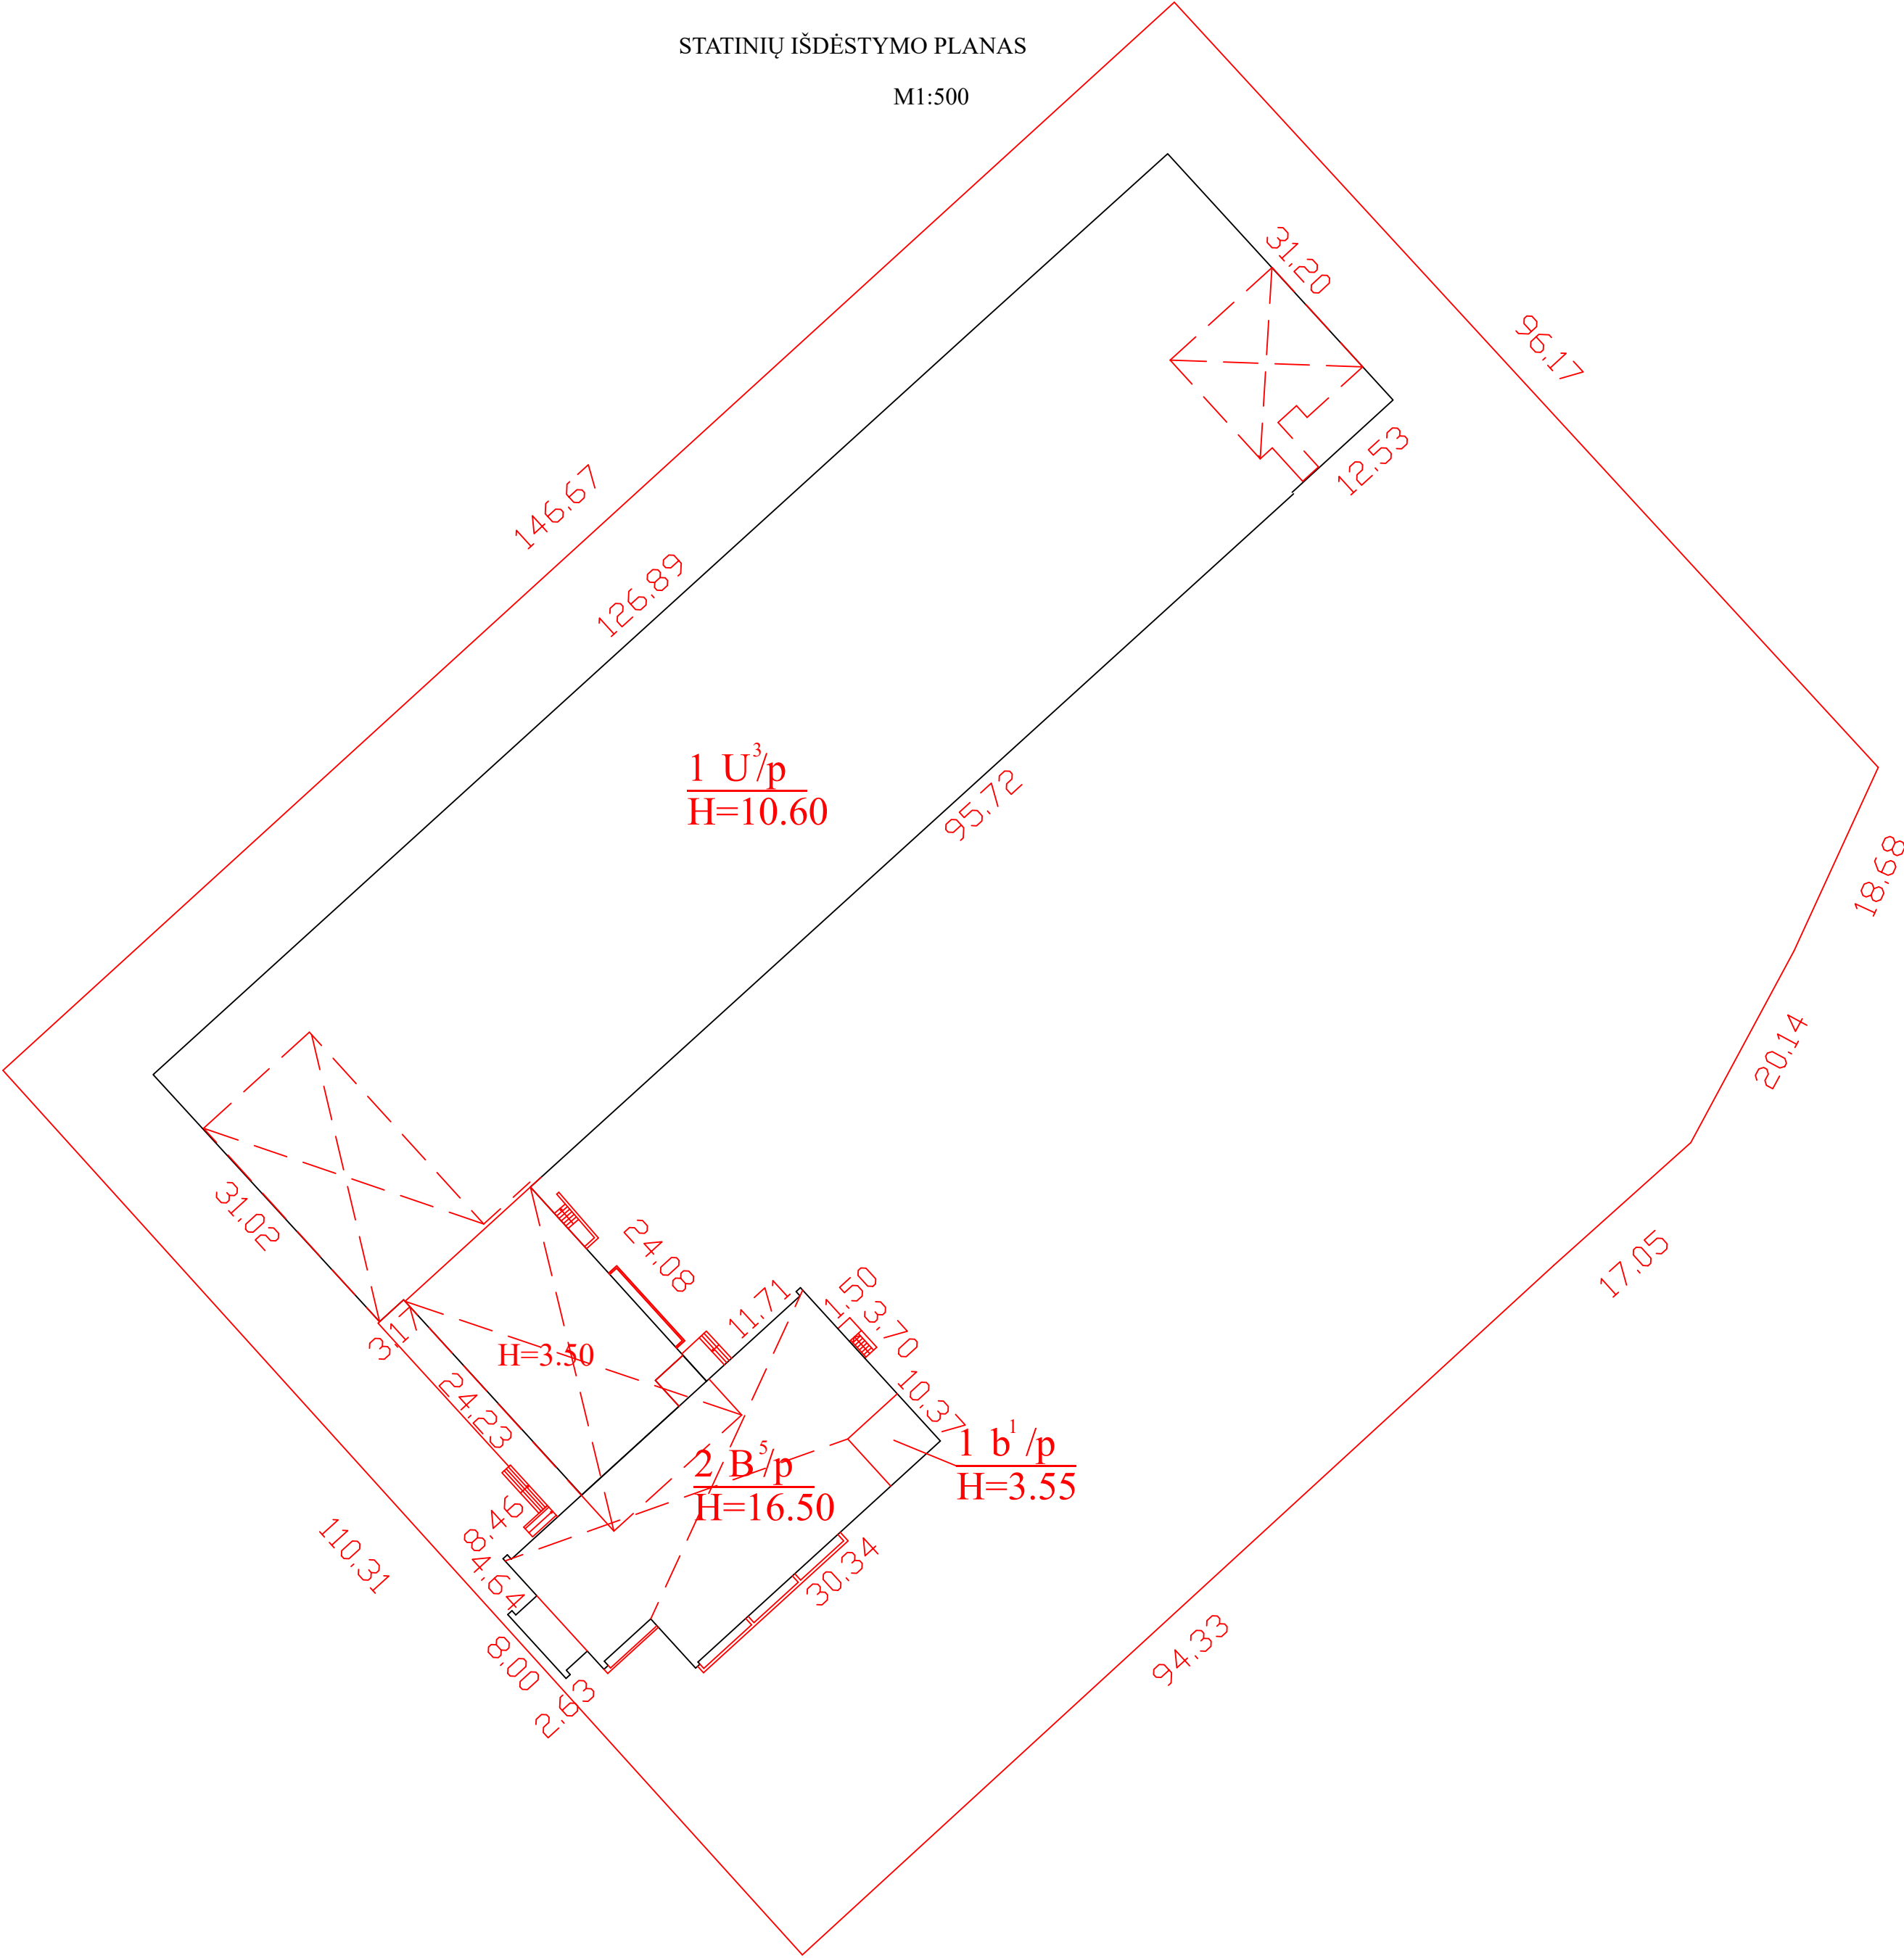 STATINIŲ IŠDĖSTYMO PLANAS
M1:500
31,20
96,17
12,53
146,67
126,89
1 U³/p
H=10.60
95,72
18,68
20,14
31,02
24,08
17,05
11,71
1,50
3,70
3,17
H=3.50
24,23
10,37
1 b¹/p
H=3.55
2 B⁵/p
H=16.50
8,46
4,64
110,31
30,34
8,00
2,63
94,33